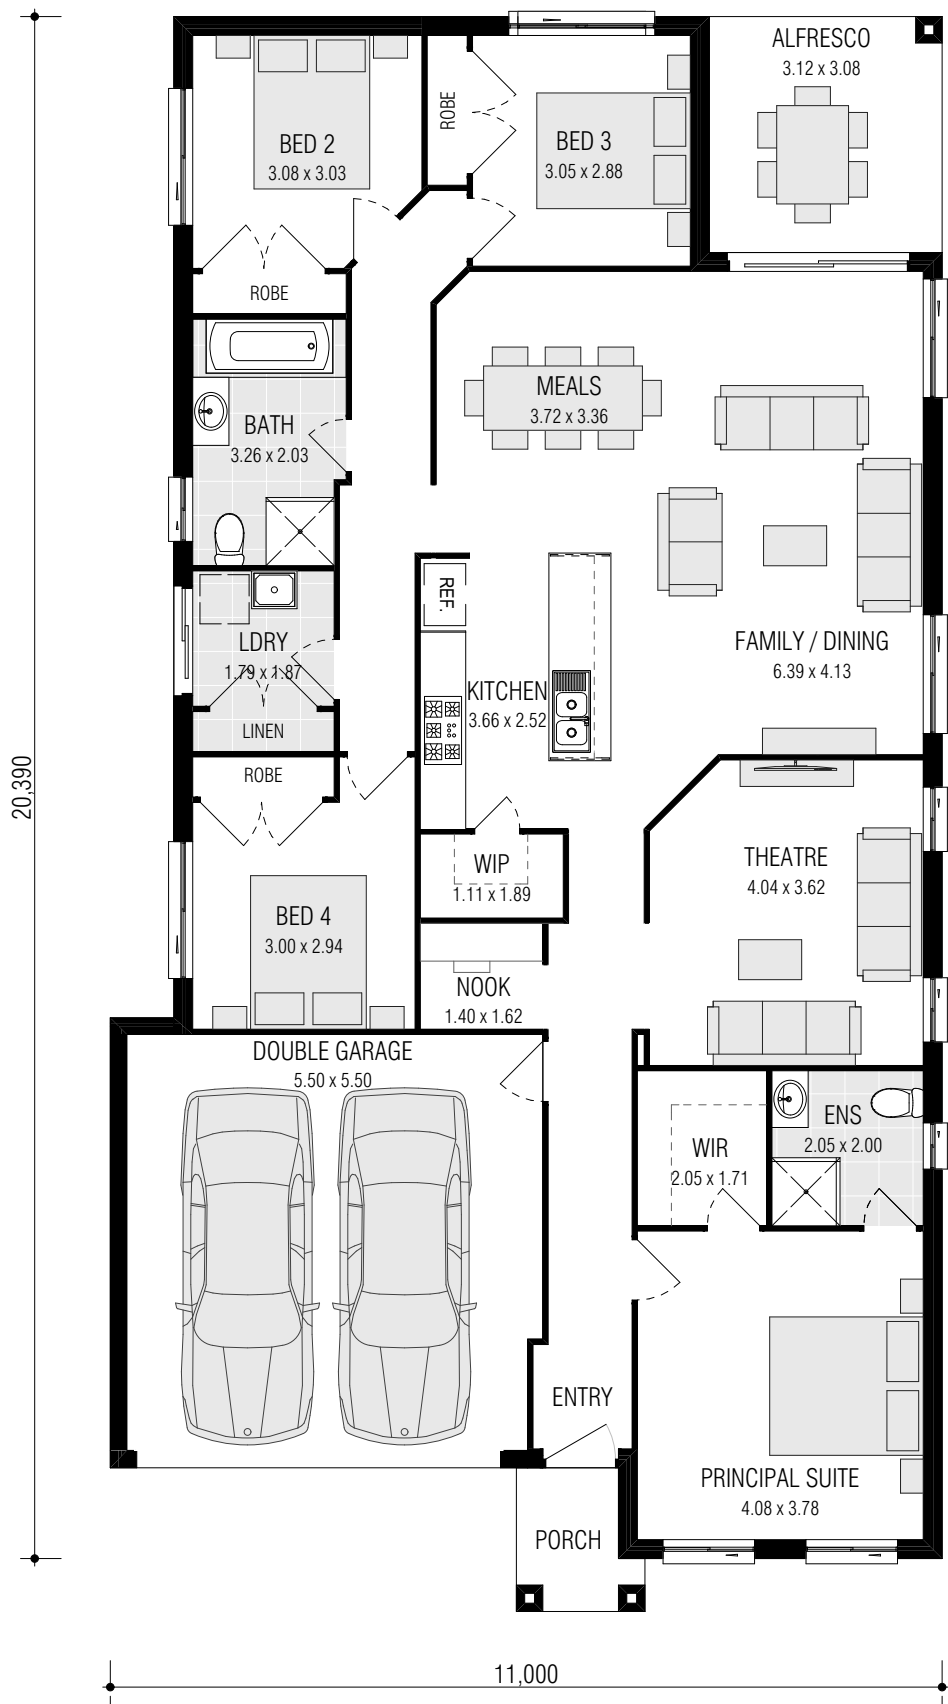 ALFRESCO
3.12 x 3.08
ROBE
BED 2
3.08 x 3.03
BED 3
3.05 x 2.88
ROBE
MEALS
3.72 x 3.36
BATH
3.26 x 2.03
REF.
LDRY
1.79 x 1.87
FAMILY / DINING
6.39 x 4.13
KITCHEN
3.66 x 2.52
LINEN
ROBE
20,390
WIP
1.11 x 1.89
THEATRE
4.04 x 3.62
BED 4
3.00 x 2.94
NOOK
1.40 x 1.62
DOUBLE GARAGE
5.50 x 5.50
ENS
2.05 x 2.00
WIR
2.05 x 1.71
ENTRY
PRINCIPAL SUITE
4.08 x 3.78
PORCH
11,000